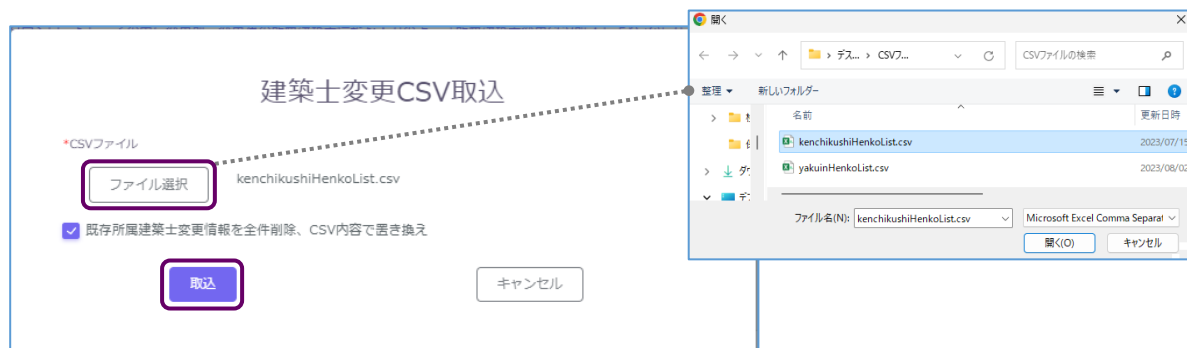 建築士変更CSV取込
*CSVファイル
ファイル選択
kenchikushiHenkoList.csv
既存所属建築士変更情報を全件削除、CSV内容で置き換え
取込
キャンセル
開く
デス... › CSVフ...
CSVファイルの検索
整理
新しいフォルダー
名前
更新日時
kenchikushiHenkoList.csv
2023/07/15
yakuinHenkoList.csv
2023/08/02
ファイル名(N):
kenchikushiHenkoList.csv
Microsoft Excel Comma Separat
開く(O)
キャンセル